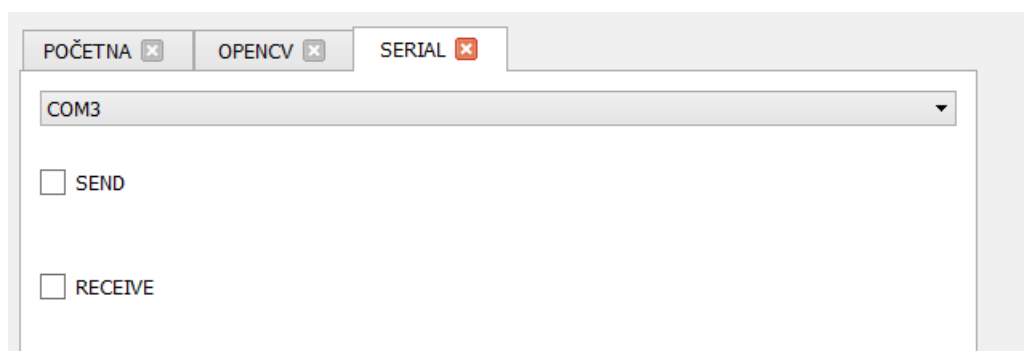 POČETNA OPENCV SERIAL
COM3
SEND
RECEIVE